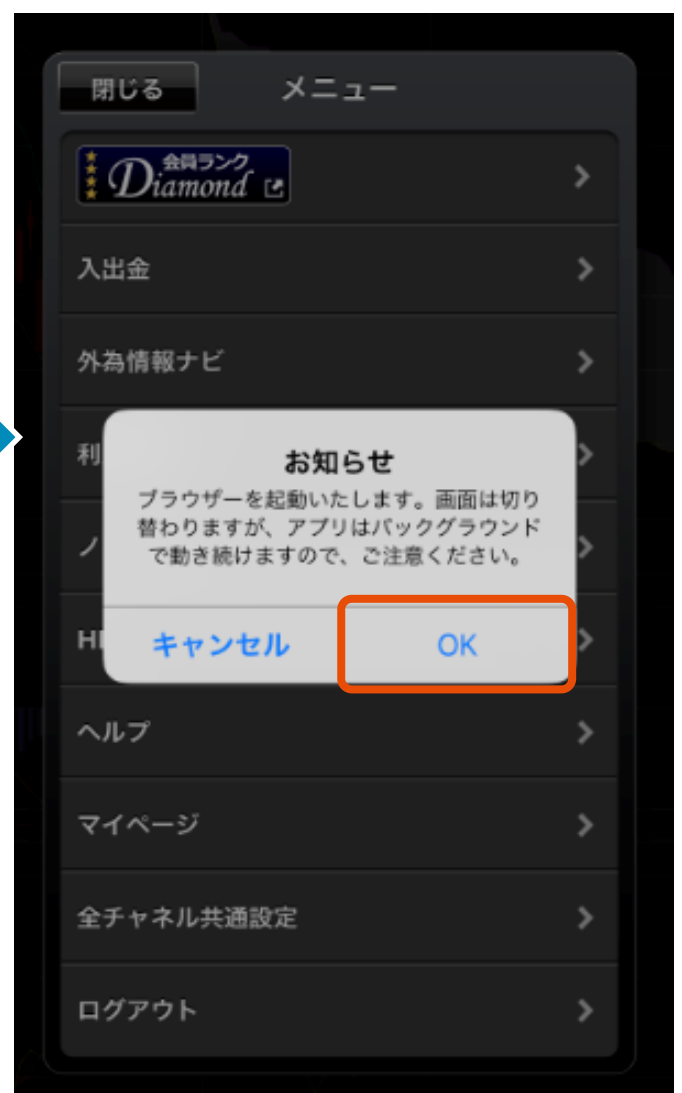 閉じる
メニュー
会員ランク
Diamond
入出金
外為情報ナビ
利
お知らせ
ブラウザーを起動いたします。画面は切り
替わりますが、アプリはバックグラウンド
で動き続けますので、ご注意ください。
ノ
キャンセル
OK
ヘルプ
マイページ
全チャネル共通設定
ログアウト